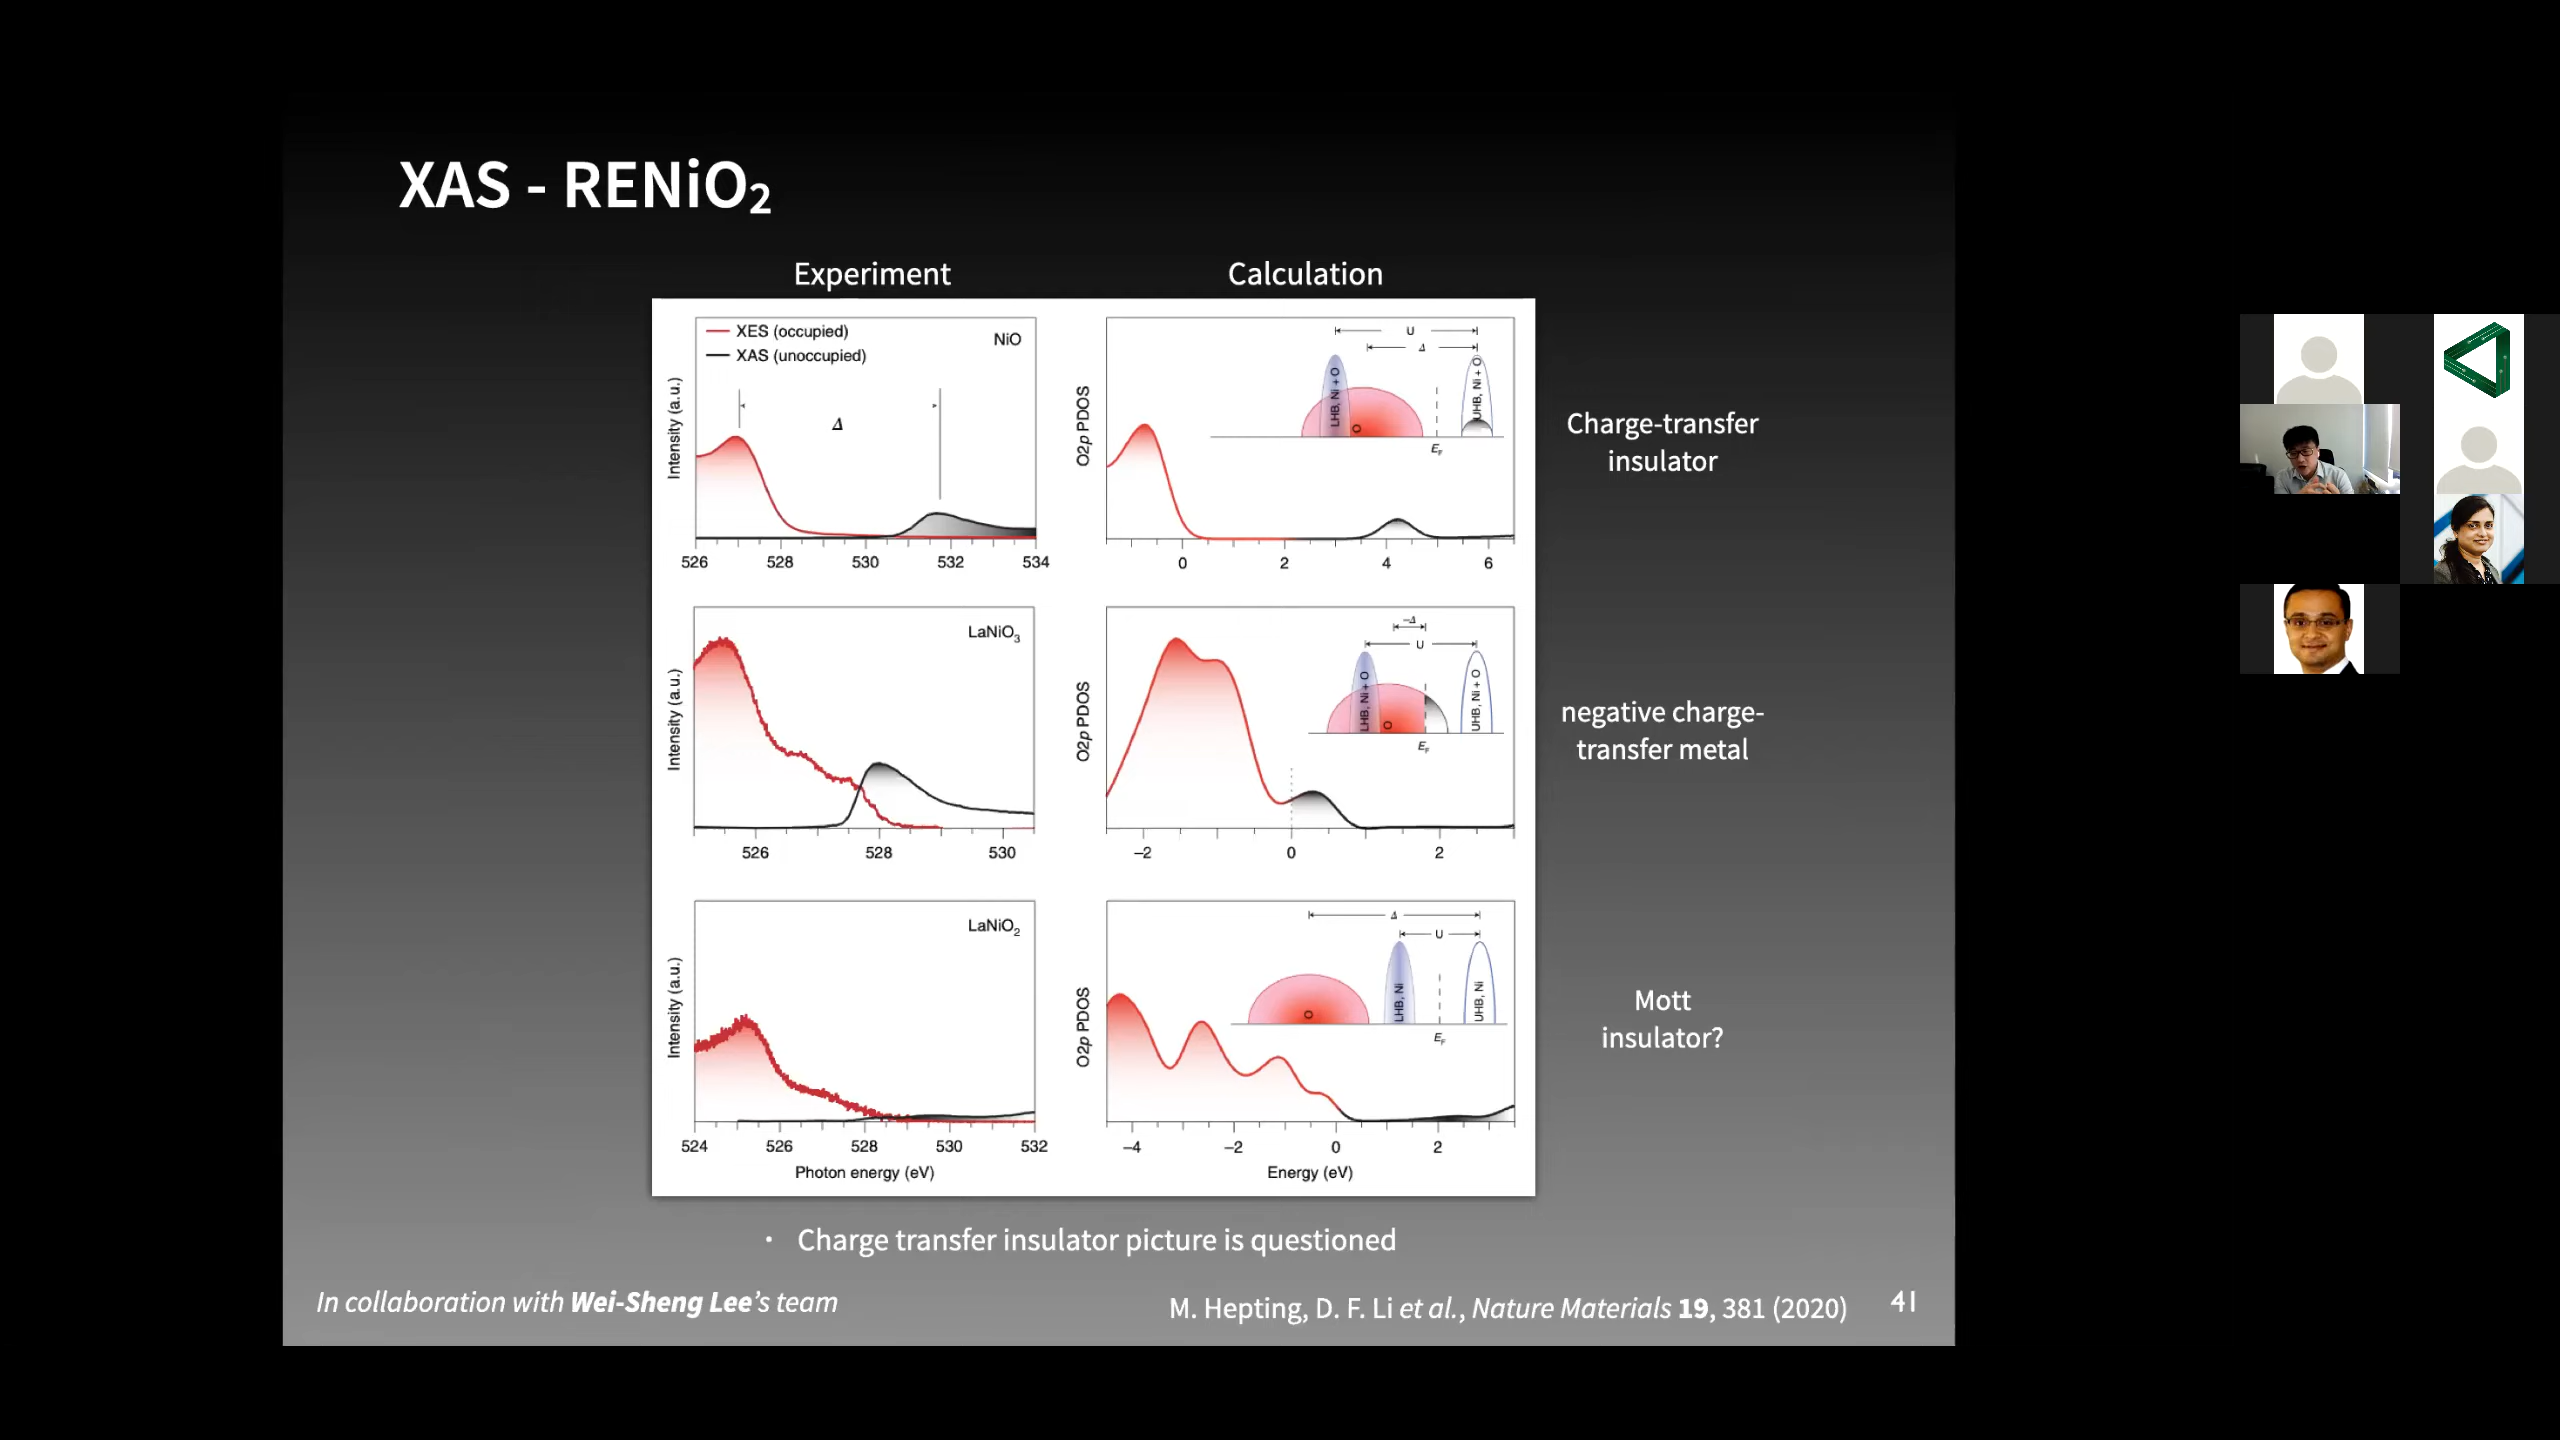 XAS - RENiO₂
Experiment
Calculation
XES (occupied)
XAS (unoccupied)
NiO
Δ
Intensity (a.u.)
526 528 530 532 534
U
Δ
LHB, Ni + O
O
UHB, Ni + O
E_F
O2p PDOS
0 2 4 6
Charge-transfer
insulator
LaNiO₃
Intensity (a.u.)
526 528 530
−Δ
U
LHB, Ni + O
O
UHB, Ni + O
E_F
O2p PDOS
−2 0 2
negative charge-
transfer metal
LaNiO₂
Intensity (a.u.)
524 526 528 530 532
Photon energy (eV)
Δ
U
O
LHB, Ni
UHB, Ni
E_F
O2p PDOS
−4 −2 0 2
Energy (eV)
Mott
insulator?
· Charge transfer insulator picture is questioned
In collaboration with Wei-Sheng Lee's team
M. Hepting, D. F. Li et al., Nature Materials 19, 381 (2020)
41